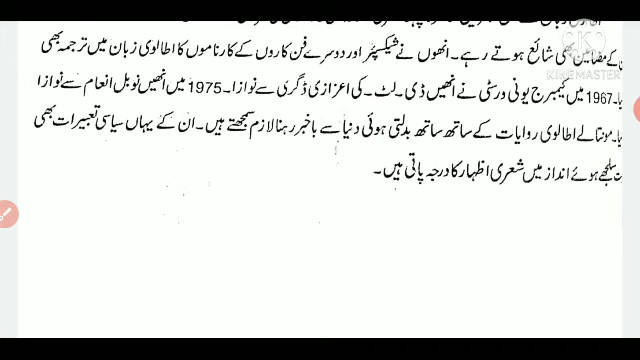 کے مضامین بھی شائع ہوتے رہے۔ انھوں نے شیکسپئر اور دوسرے فن کاروں کے کارناموں کا اطالوی زبان میں ترجمہ بھی
1967 میں کیمبرج یونی ورسٹی نے انھیں ڈی۔لٹ۔ کی اعزازی ڈگری سے نوازا۔ 1975 میں انھیں نوبل انعام سے نوازا
مونتالے اطالوی روایات کے ساتھ ساتھ بدلتی ہوئی دنیا سے باخبر رہنا لازم سمجھتے ہیں۔ ان کے یہاں سیاسی تعبیرات بھی
سلجھے ہوئے انداز میں شعری اظہار کا درجہ پاتی ہیں۔
KINEMASTER